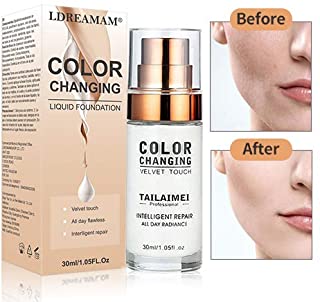 LDREAMAM®
COLOR
CHANGING
LIQUID FOUNDATION
Velvet touch
All day flawless
Interlligent repair
30ml/1.05Fl.Oz
COLOR
CHANGING
VELVET TOUCH
TAILAIMEI
Professional
INTELLIGENT REPAIR
ALL DAY RADIANCE
30ml/1.05fl.oz.
Before
After